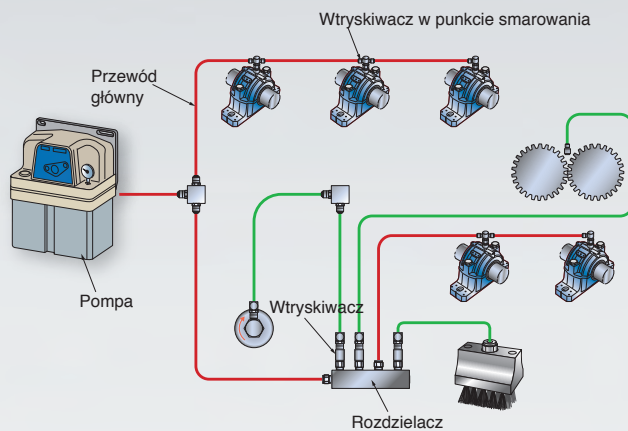 Wtryskiwacz w punkcie smarowania
Przewód
główny
Pompa
Wtryskiwacz
Rozdzielacz